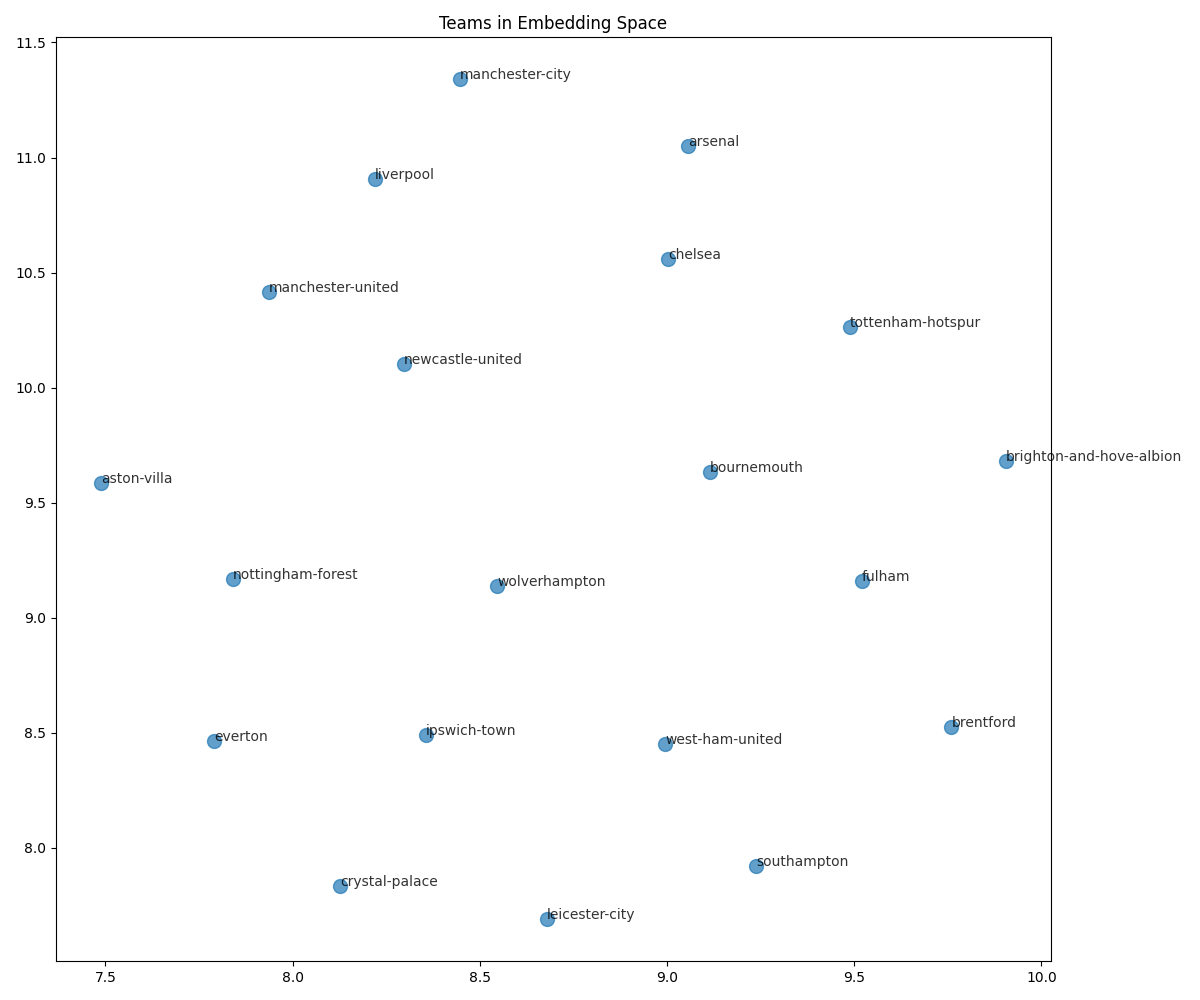 Teams in Embedding Space
11.5
manchester-city
arsenal
11.0
liverpool
chelsea
10.5
manchester-united
tottenham-hotspur
newcastle-united
10.0
brighton-and-hove-albion
bournemouth
aston-villa
9.5
nottingham-forest
fulham
wolverhampton
9.0
brentford
8.5
ipswich-town
everton
west-ham-united
8.0
southampton
crystal-palace
leicester-city
7.5 8.0 8.5 9.0 9.5 10.0